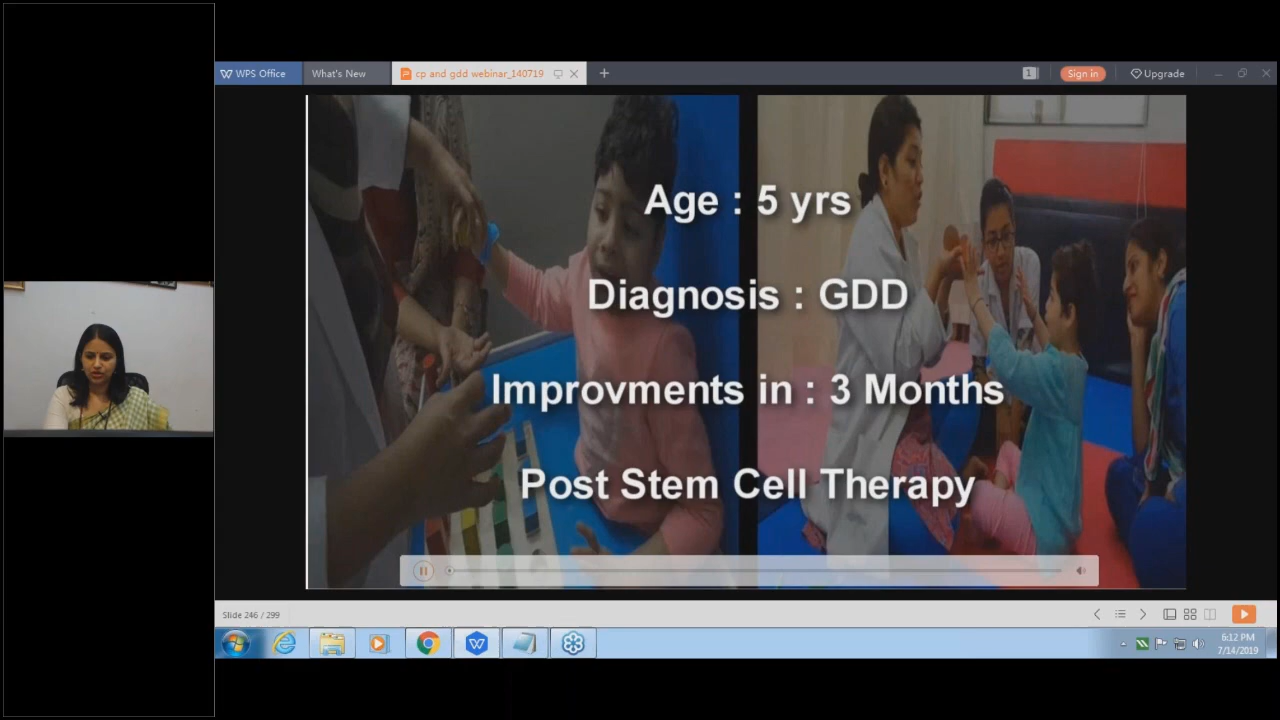 WPS Office
What's New
cp and gdd webinar_140719
1
Sign in
Upgrade
Age : 5 yrs
Diagnosis : GDD
Improvments in : 3 Months
Post Stem Cell Therapy
Slide 246 / 299
6:12 PM
7/14/2019